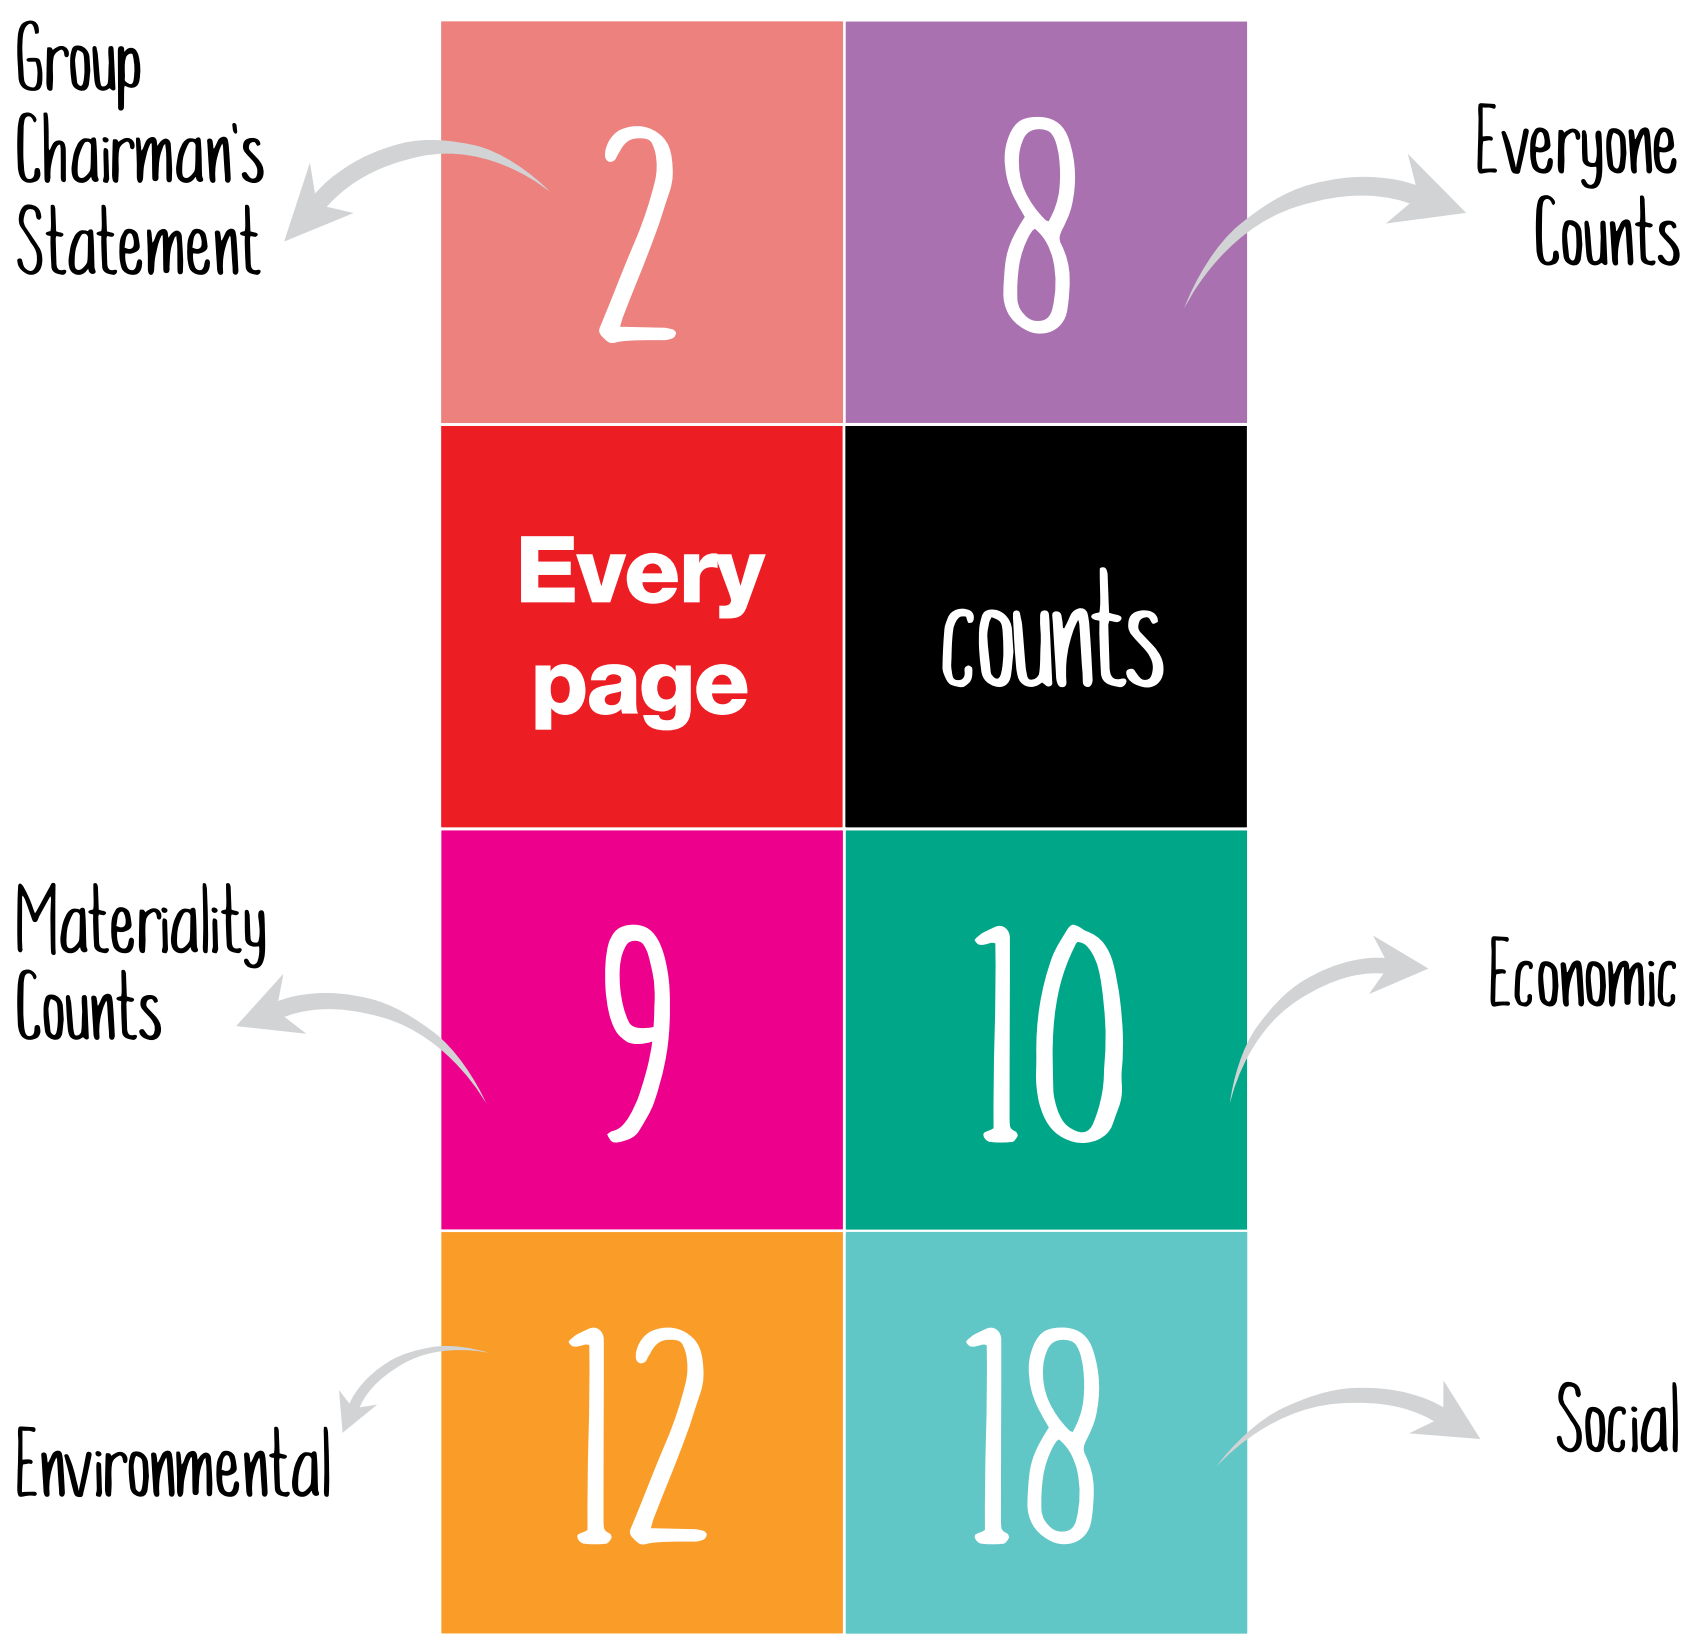 Group
Chairman's
Statement
2
8
Everyone
Counts
Every
page
counts
Materiality
Counts
9
10
Economic
Environmental
12
18
Social